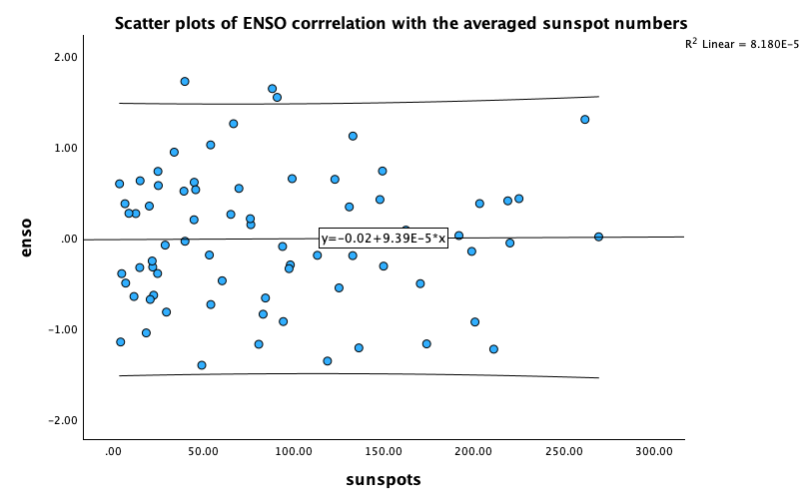 Scatter plots of ENSO corrrelation with the averaged sunspot numbers
R² Linear = 8.180E-5
2.00
1.00
.00
-1.00
-2.00
enso
y=-0.02+9.39E-5*x
.00 50.00 100.00 150.00 200.00 250.00 300.00
sunspots